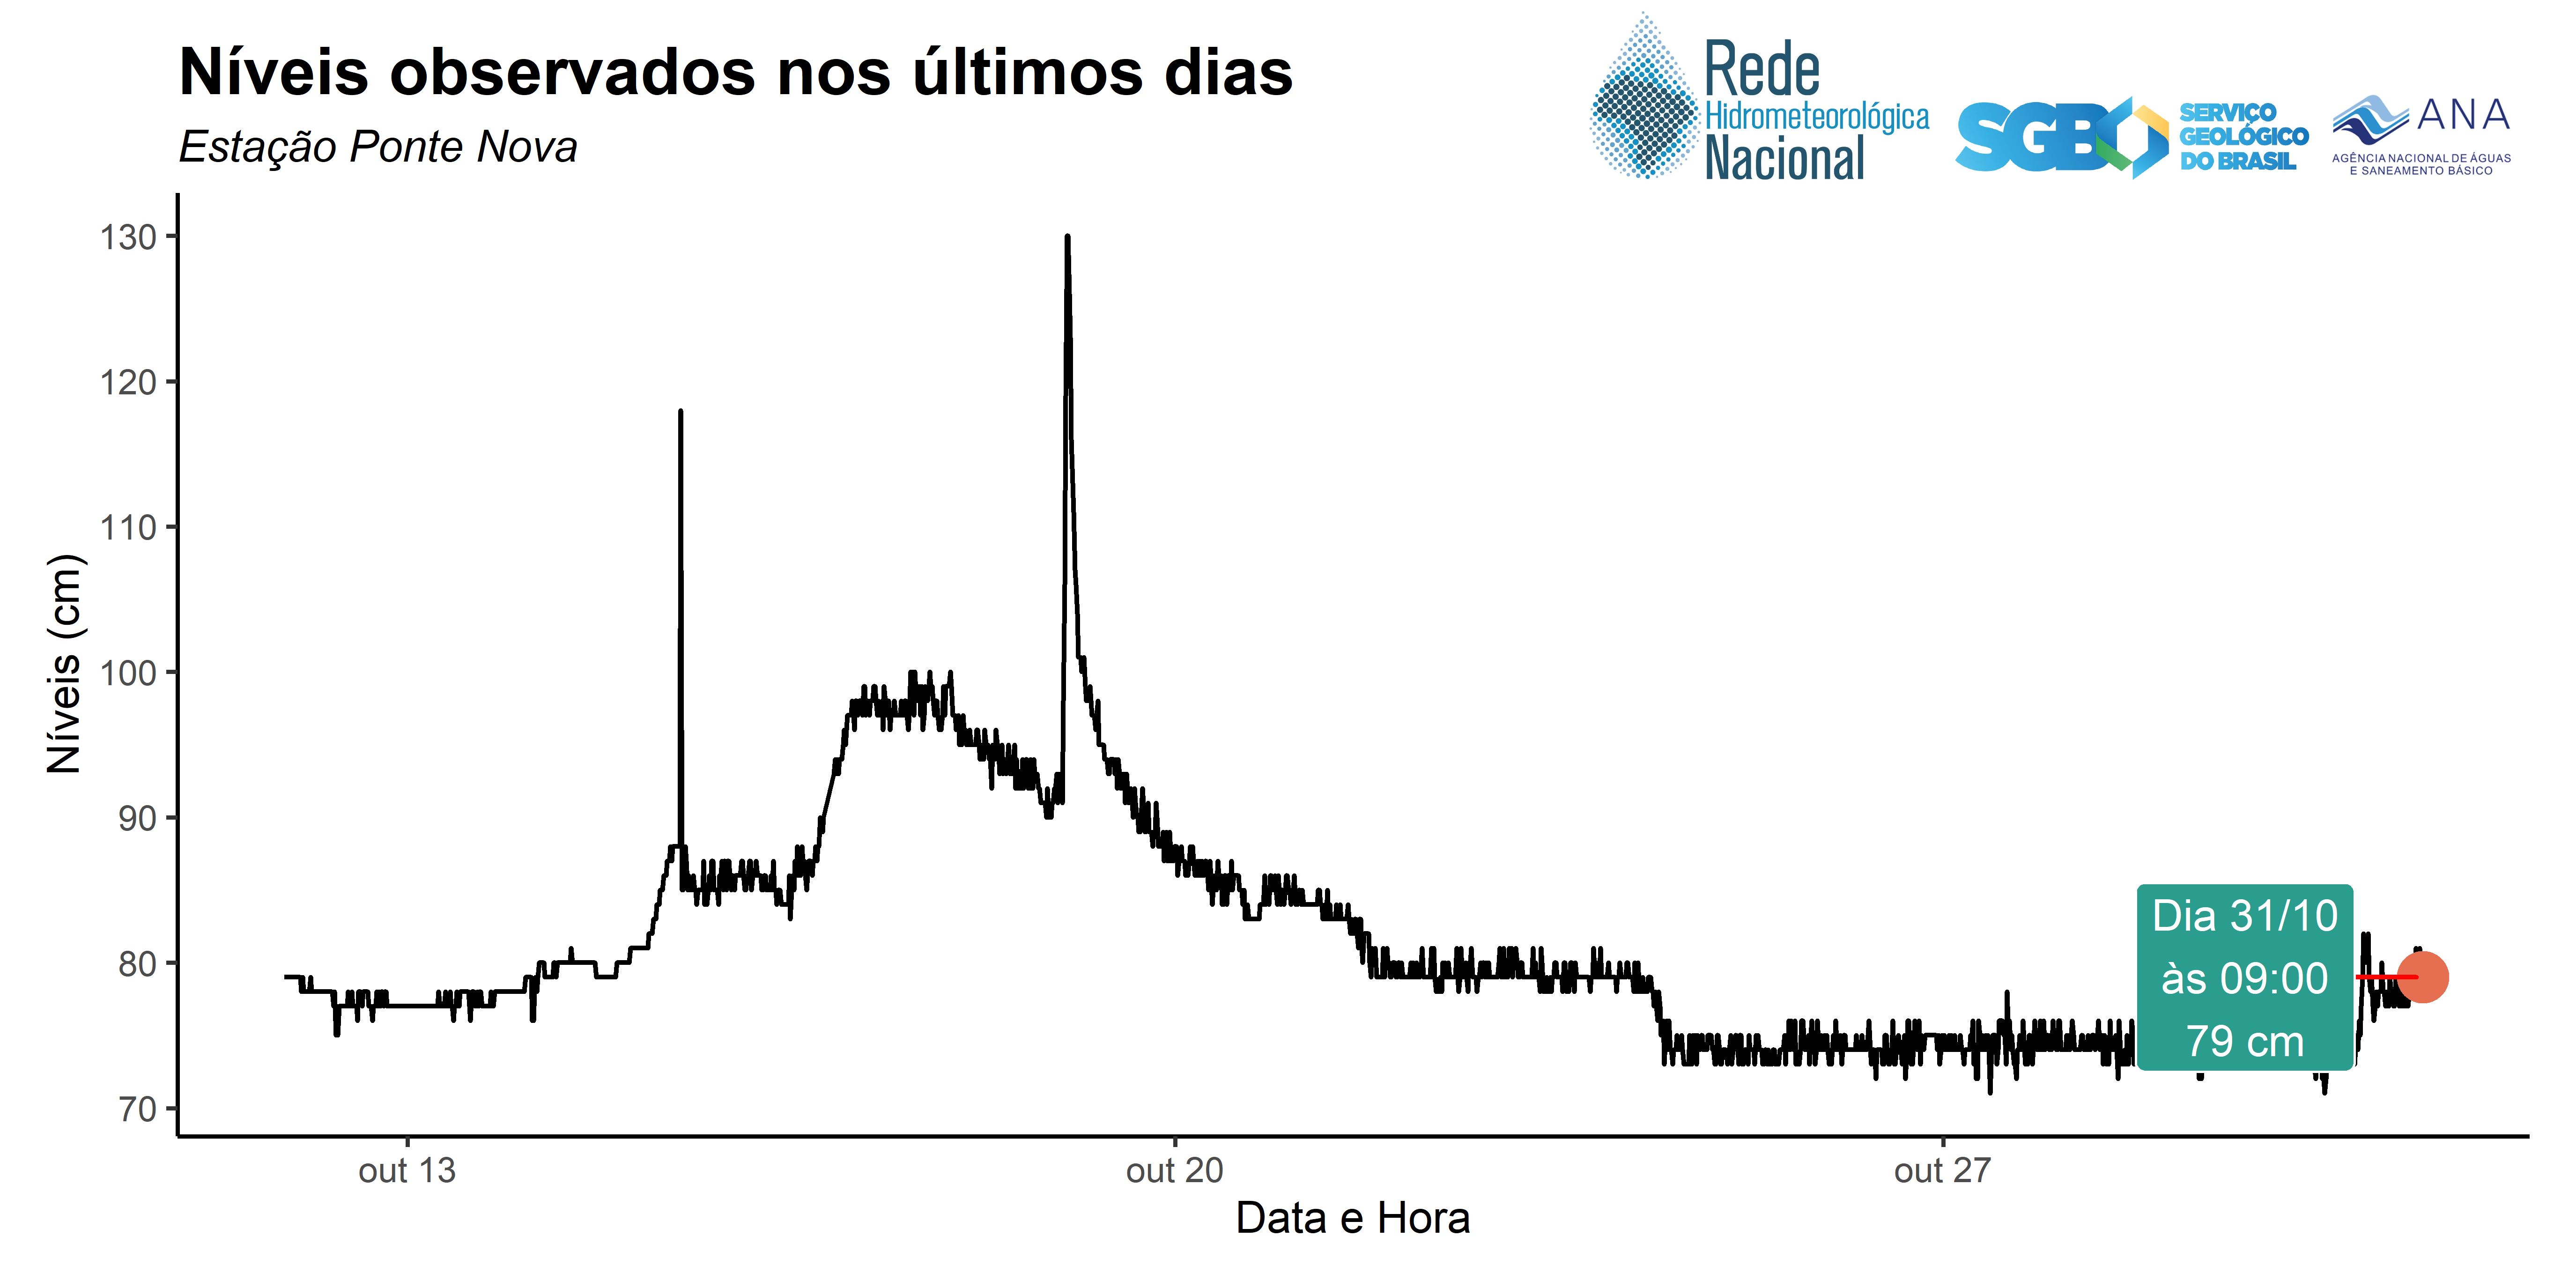 Níveis observados nos últimos dias
Estação Ponte Nova
Rede
Hidrometeorológica
Nacional
SGB
SERVIÇO
GEOLÓGICO
DO BRASIL
ANA
AGÊNCIA NACIONAL DE ÁGUAS
E SANEAMENTO BÁSICO
130
120
110
100
90
80
70
Níveis (cm)
Dia 31/10
às 09:00
79 cm
out 13
out 20
out 27
Data e Hora